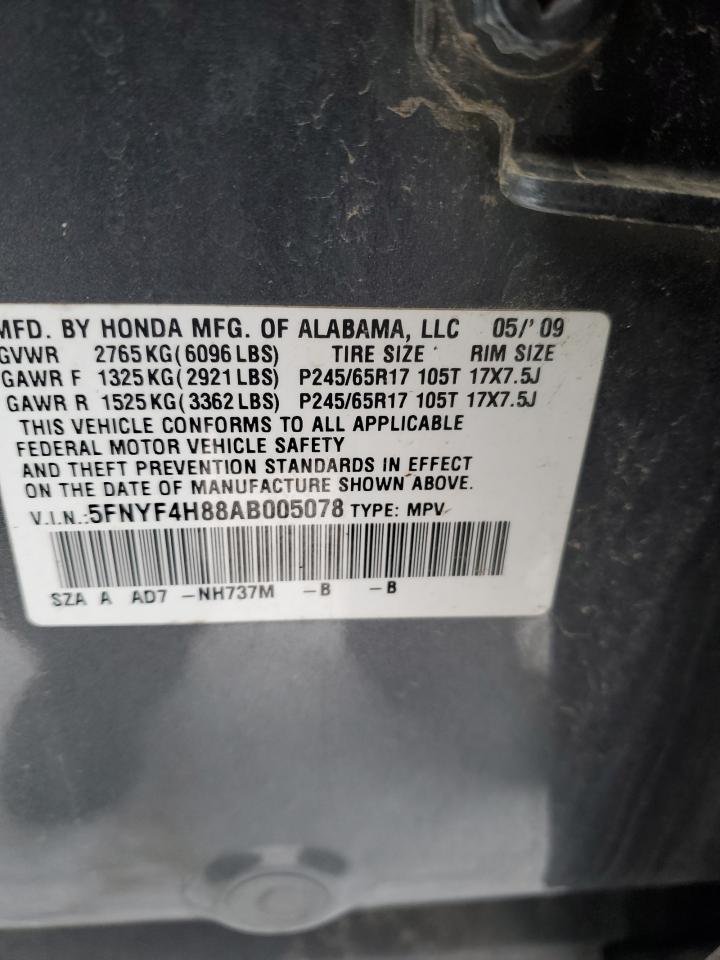 MFD. BY HONDA MFG. OF ALABAMA, LLC 05/'09
GVWR 2765KG(6096LBS) TIRE SIZE RIM SIZE
GAWR F 1325KG(2921LBS) P245/65R17 105T 17X7.5J
GAWR R 1525KG(3362LBS) P245/65R17 105T 17X7.5J
THIS VEHICLE CONFORMS TO ALL APPLICABLE
FEDERAL MOTOR VEHICLE SAFETY
AND THEFT PREVENTION STANDARDS IN EFFECT
ON THE DATE OF MANUFACTURE SHOWN ABOVE.
V.I.N.:5FNYF4H88AB005078 TYPE: MPV
SZA A AD7 -NH737M -B -B